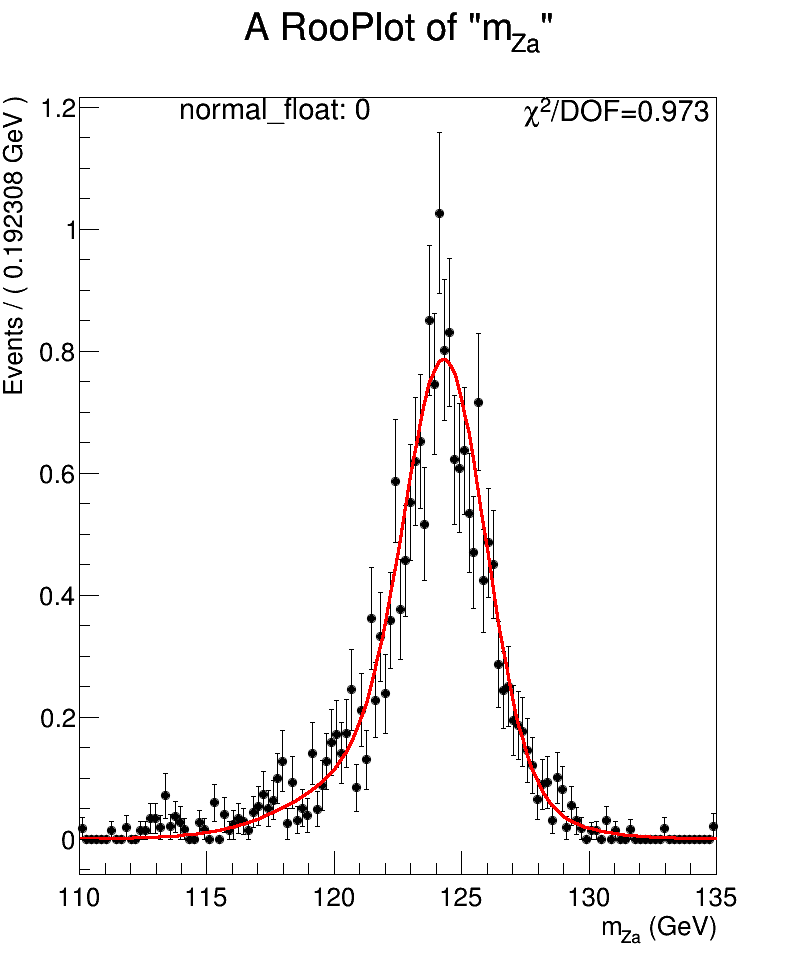 A RooPlot of "m_Za"
normal_float: 0
χ²/DOF=0.973
Events / ( 0.192308 GeV )
1.2
1
0.8
0.6
0.4
0.2
0
110 115 120 125 130 135
m_Za (GeV)